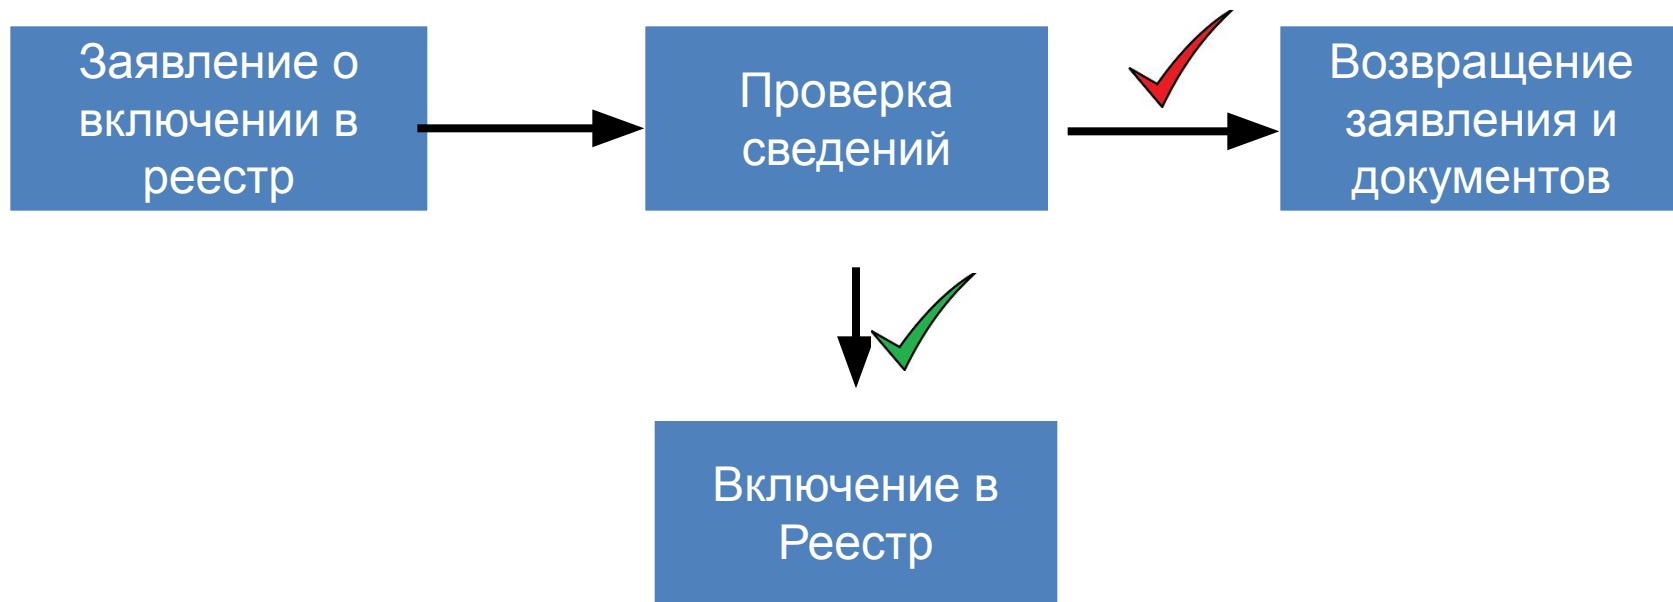 Заявление о
включении в
реестр
Проверка
сведений
Возвращение
заявления и
документов
Включение в
Реестр